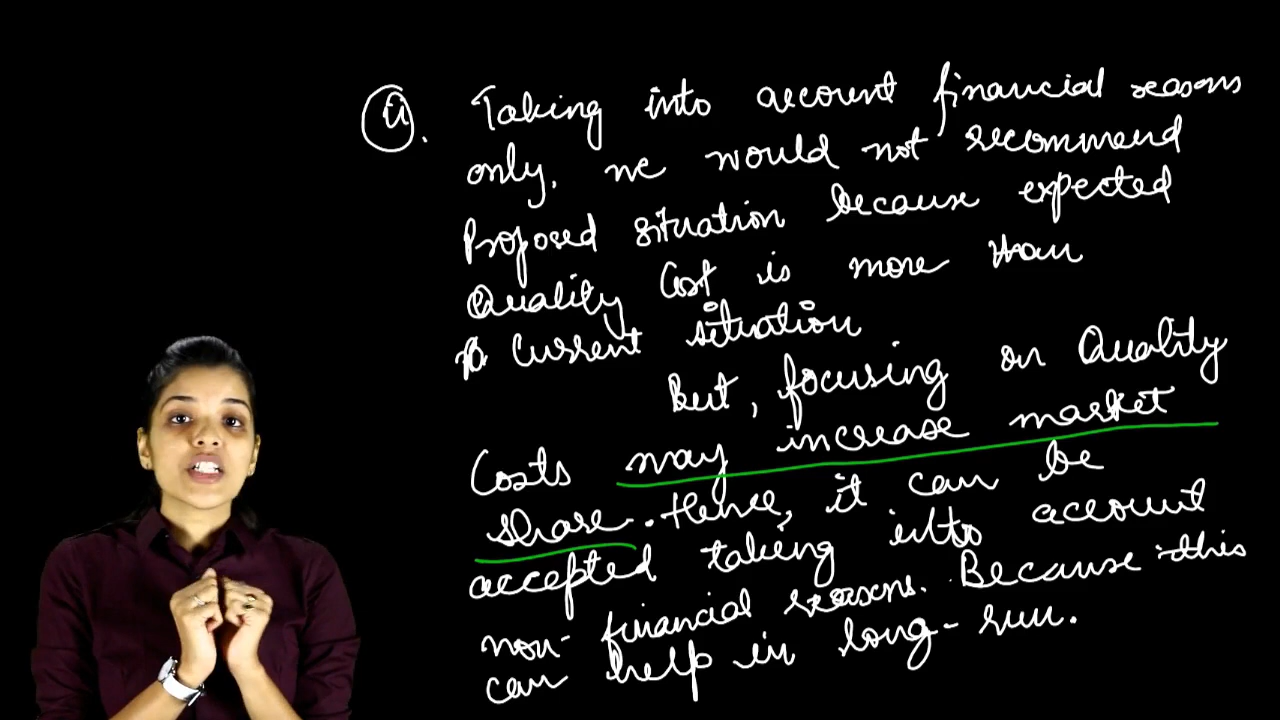 ii. Taking into account financial reasons
only, we would not recommend
Proposed situation because expected
Quality Cost is more than
current situation
But, focusing on Quality
Costs may increase market
share. Hence, it can be
accepted taking into account
non-financial reasons. Because this
can help in long-run.